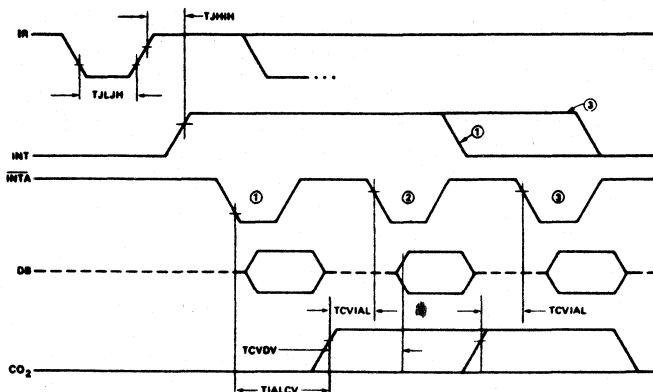 IR
TJHIH
TJLJH
...
③
①
INT
INTA
①
②
③
DB
TCVIAL
TCVIAL
TCVDV
CO₂
TIALCV